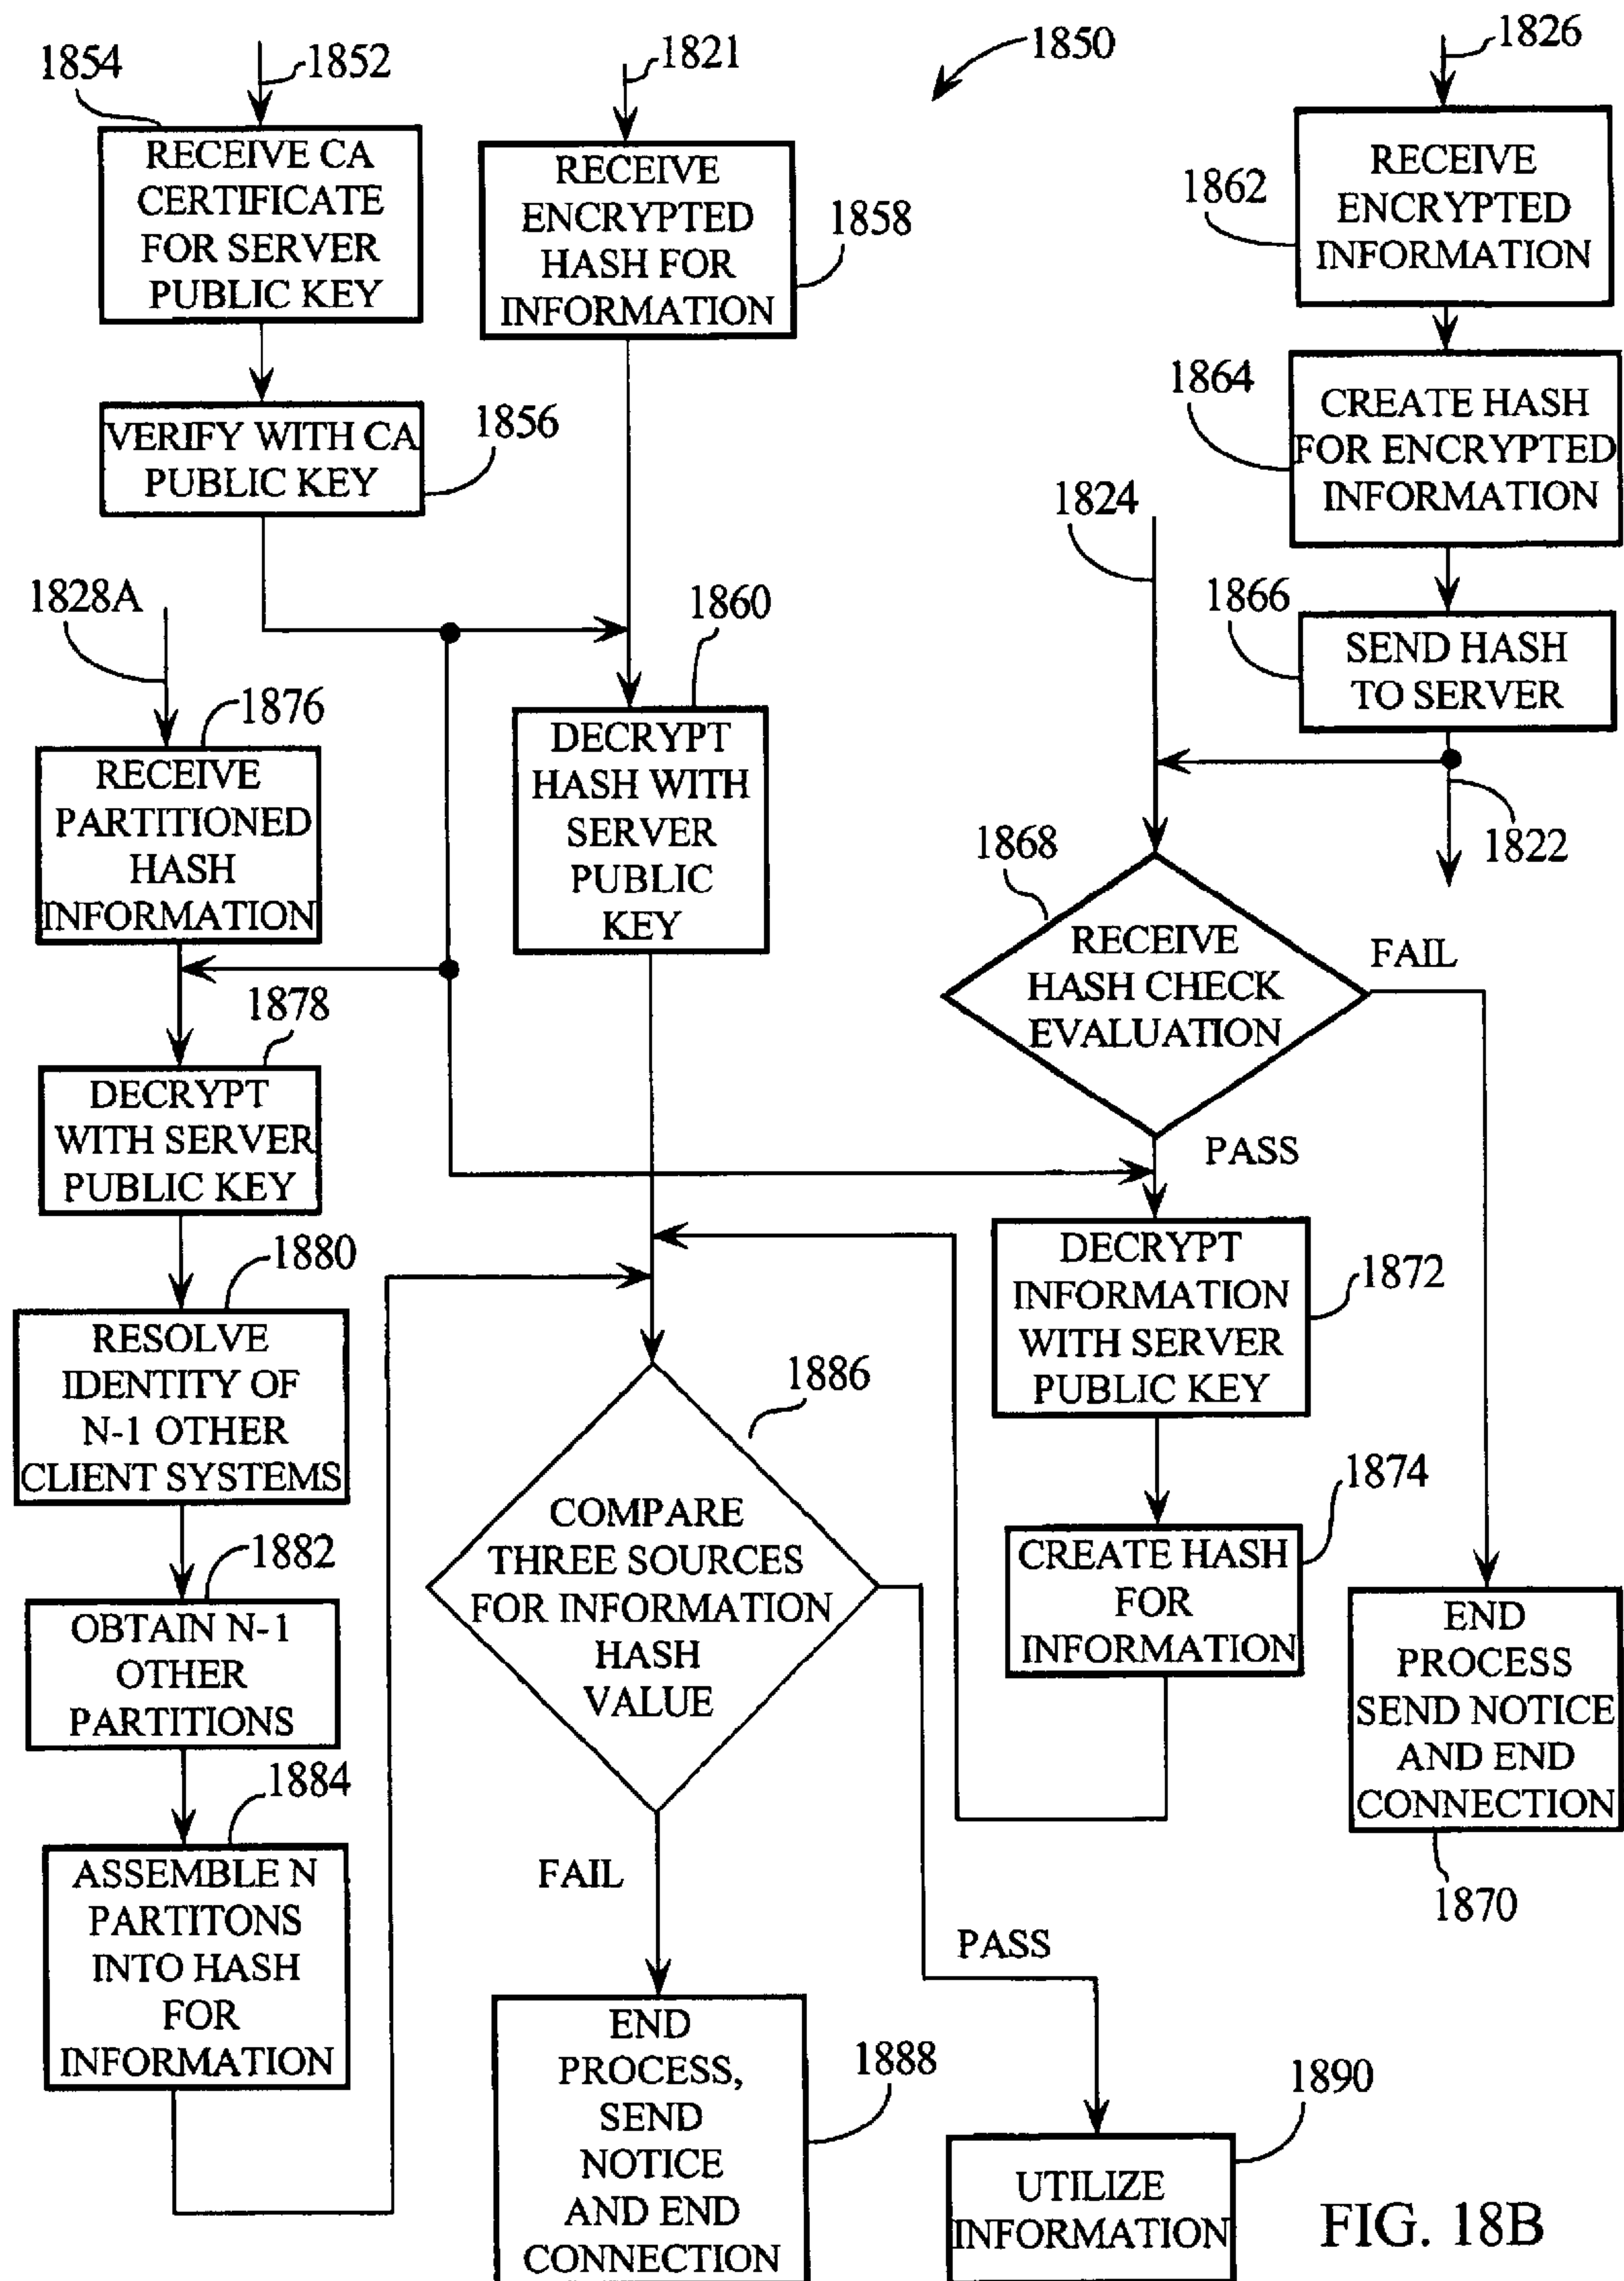 1854
1852
RECEIVE CA
CERTIFICATE
FOR SERVER
PUBLIC KEY
VERIFY WITH CA
PUBLIC KEY
1856
1821
RECEIVE
ENCRYPTED
HASH FOR
INFORMATION
1858
1850
1826
RECEIVE
ENCRYPTED
INFORMATION
1862
CREATE HASH
FOR ENCRYPTED
INFORMATION
1864
SEND HASH
TO SERVER
1866
1824
1822
1828A
1876
RECEIVE
PARTITIONED
HASH
INFORMATION
1860
DECRYPT
HASH WITH
SERVER
PUBLIC
KEY
1868
RECEIVE
HASH CHECK
EVALUATION
FAIL
PASS
1878
DECRYPT
WITH SERVER
PUBLIC KEY
1880
RESOLVE
IDENTITY OF
N-1 OTHER
CLIENT SYSTEMS
1882
OBTAIN N-1
OTHER
PARTITIONS
1884
ASSEMBLE N
PARTITONS
INTO HASH
FOR
INFORMATION
DECRYPT
INFORMATION
WITH SERVER
PUBLIC KEY
1872
1874
CREATE HASH
FOR
INFORMATION
1886
COMPARE
THREE SOURCES
FOR INFORMATION
HASH
VALUE
FAIL
PASS
END
PROCESS
SEND NOTICE
AND END
CONNECTION
1870
END
PROCESS,
SEND
NOTICE
AND END
CONNECTION
1888
1890
UTILIZE
INFORMATION
FIG. 18B